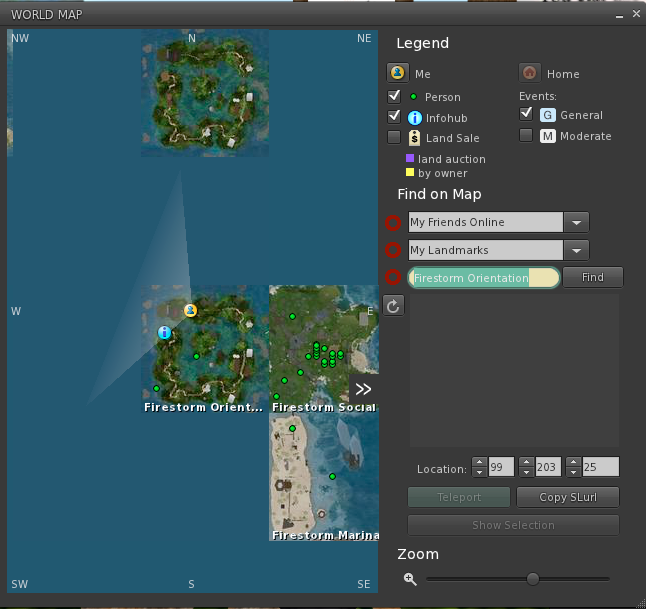 WORLD MAP
NW
N
NE
W
E
Firestorm Orient...
Firestorm Social
Firestorm Marina
SW
S
SE
Legend
Me
Home
Person
Events:
Infohub
G General
Land Sale
M Moderate
land auction
by owner
Find on Map
My Friends Online
My Landmarks
Firestorm Orientation
Find
Location: 99 203 25
Teleport
Copy SLurl
Show Selection
Zoom